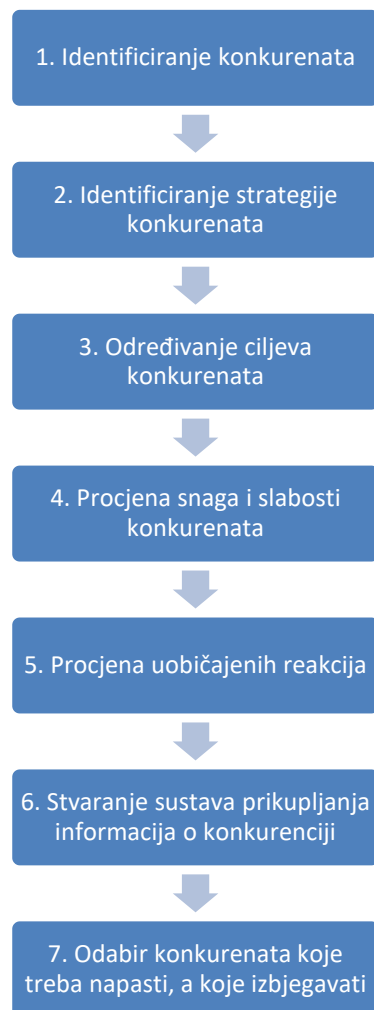 1. Identificiranje konkurenata
2. Identificiranje strategije
konkurenata
3. Određivanje ciljeva
konkurenata
4. Procjena snaga i slabosti
konkurenata
5. Procjena uobičajenih reakcija
6. Stvaranje sustava prikupljanja
informacija o konkurenciji
7. Odabir konkurenata koje
treba napasti, a koje izbjegavati